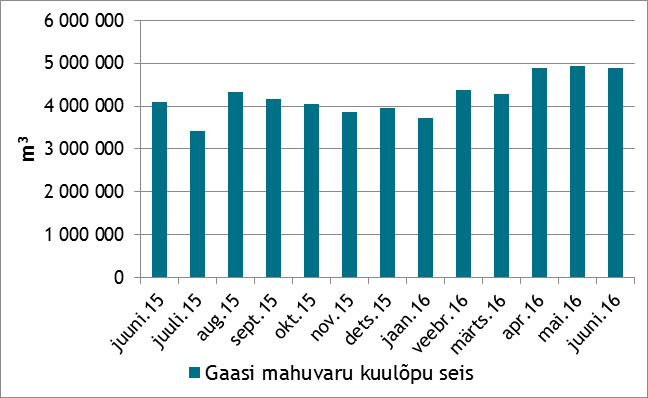 6 000 000
5 000 000
4 000 000
3 000 000
2 000 000
1 000 000
0
m³
juuni.15
juuli.15
aug.15
sept.15
okt.15
nov.15
dets.15
jaan.16
veebr.16
märts.16
apr.16
mai.16
juuni.16
Gaasi mahuvaru kuulõpu seis